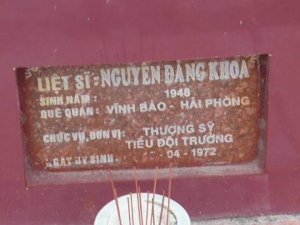 LIỆT SĨ: NGUYỄN ĐĂNG KHOA
SINH NĂM: 1948
QUÊ QUÁN: VĨNH BẢO - HẢI PHÒNG
CHỨC VỤ, ĐƠN VỊ: THƯỢNG SỸ
TIỂU ĐỘI TRƯỞNG
NGÀY HY SINH: - 04 - 1972